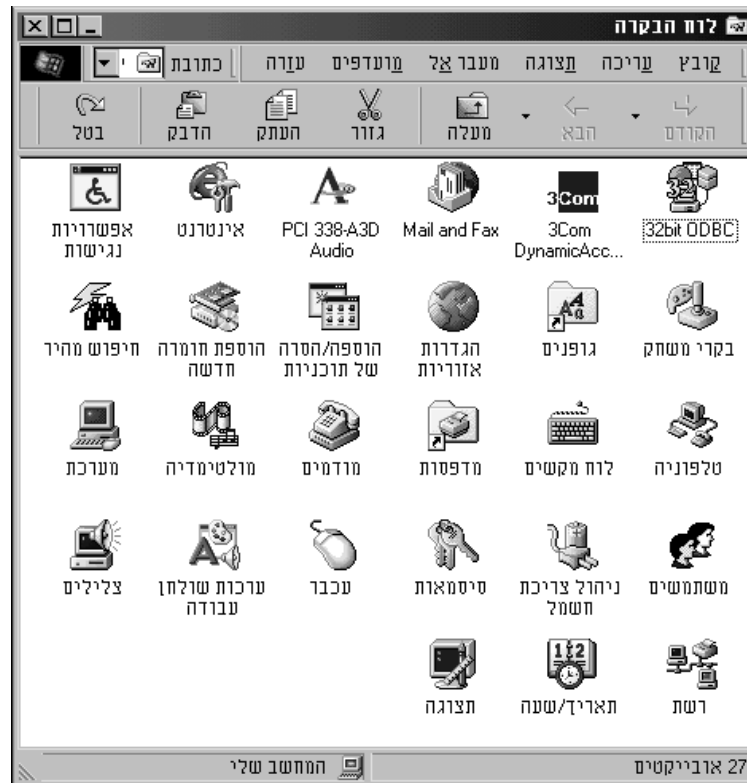 לוח הבקרה
קובץ עריכה תצוגה מעבר אל מועדפים עזרה כתובת
הקודם הבא מעלה גזור העתק הדבק בטל
32bit ODBC
3Com
3Com
DynamicAcc...
Mail and Fax
PCI 338-A3D
Audio
אינטרנט
אפשרויות
נגישות
בקרי משחק
גופנים
הגדרות
אזוריות
הוספה/הסרה
של תוכניות
הוספת חומרה
חדשה
חיפוש מהיר
טלפוניה
לוח מקשים
מדפסות
מודמים
מולטימדיה
מערכת
משתמשים
ניהול צריכת
חשמל
סיסמאות
עכבר
ערכות שולחן
עבודה
צלילים
רשת
תאריך/שעה
תצוגה
27 אובייקטים
המחשב שלי